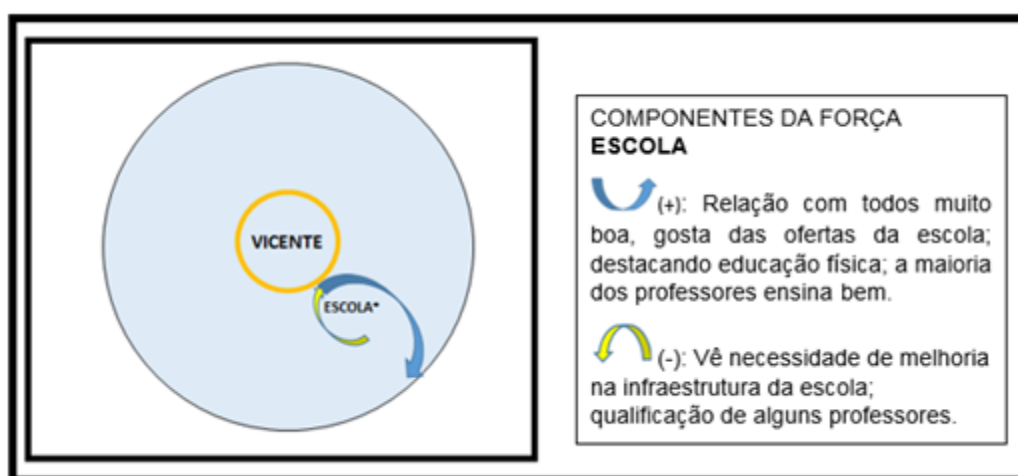 VICENTE
ESCOLA*
COMPONENTES DA FORÇA
ESCOLA
(+): Relação com todos muito
boa, gosta das ofertas da escola;
destacando educação física; a maioria
dos professores ensina bem.
(-): Vê necessidade de melhoria
na infraestrutura da escola;
qualificação de alguns professores.